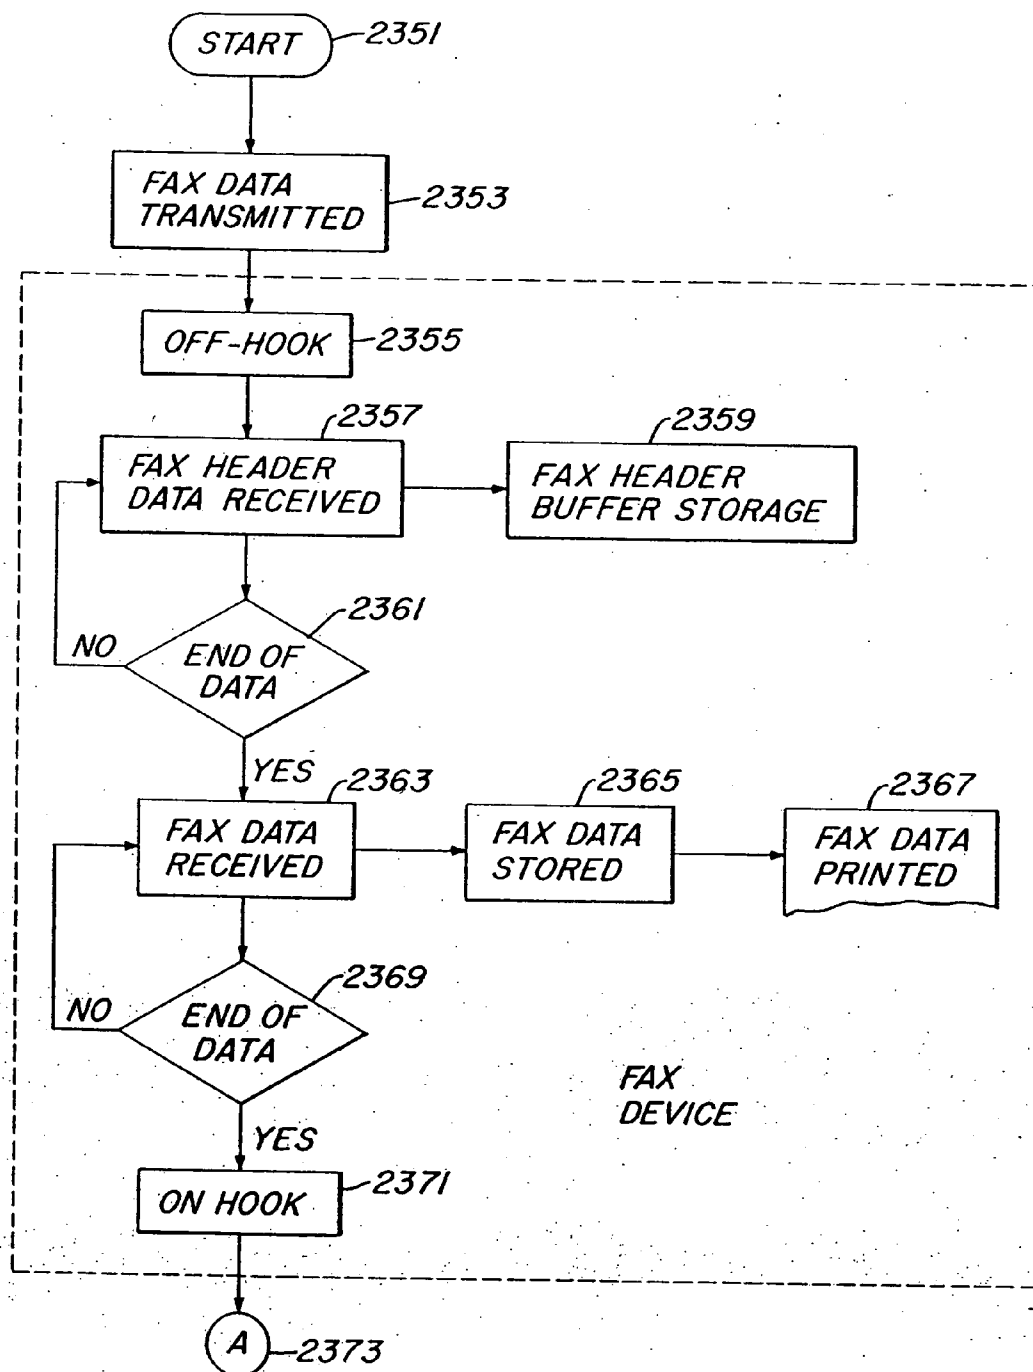 START
2351
FAX DATA
TRANSMITTED
2353
OFF-HOOK
2355
2357
FAX HEADER
DATA RECEIVED
2359
FAX HEADER
BUFFER STORAGE
2361
NO
END OF
DATA
YES
2363
FAX DATA
RECEIVED
2365
FAX DATA
STORED
2367
FAX DATA
PRINTED
2369
NO
END OF
DATA
FAX
DEVICE
YES
ON HOOK
2371
A
2373